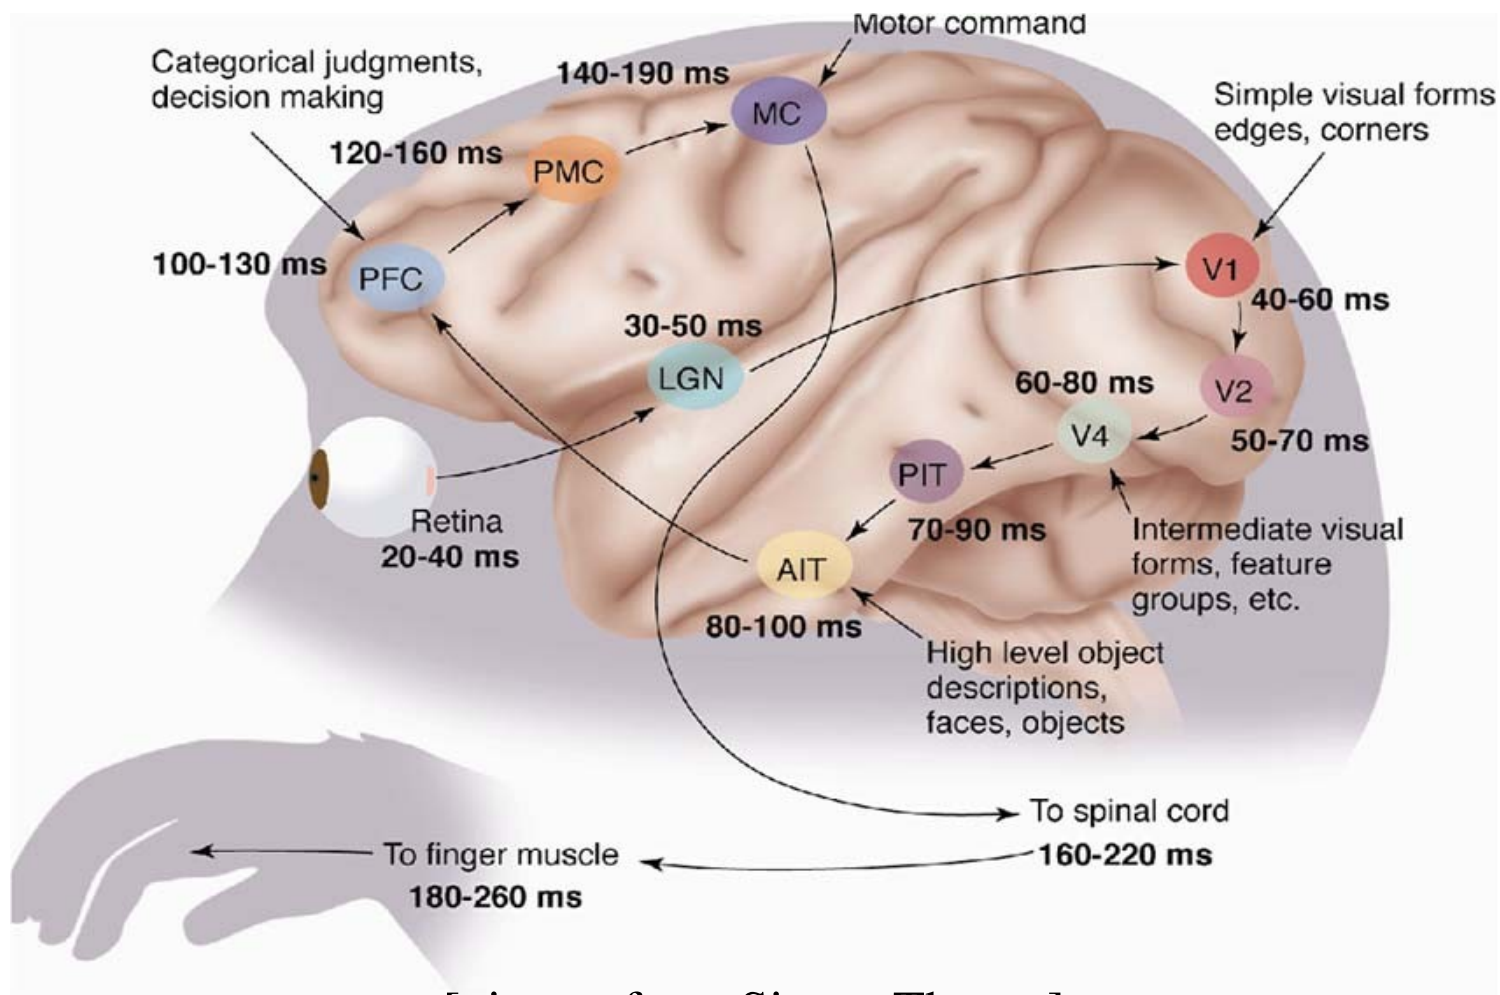 Motor command
Categorical judgments,
decision making
140-190 ms
MC
Simple visual forms
edges, corners
120-160 ms
PMC
100-130 ms
PFC
V1
40-60 ms
30-50 ms
LGN
60-80 ms
V2
V4
50-70 ms
PIT
70-90 ms
Retina
20-40 ms
Intermediate visual
forms, feature
groups, etc.
AIT
80-100 ms
High level object
descriptions,
faces, objects
To spinal cord
160-220 ms
To finger muscle
180-260 ms